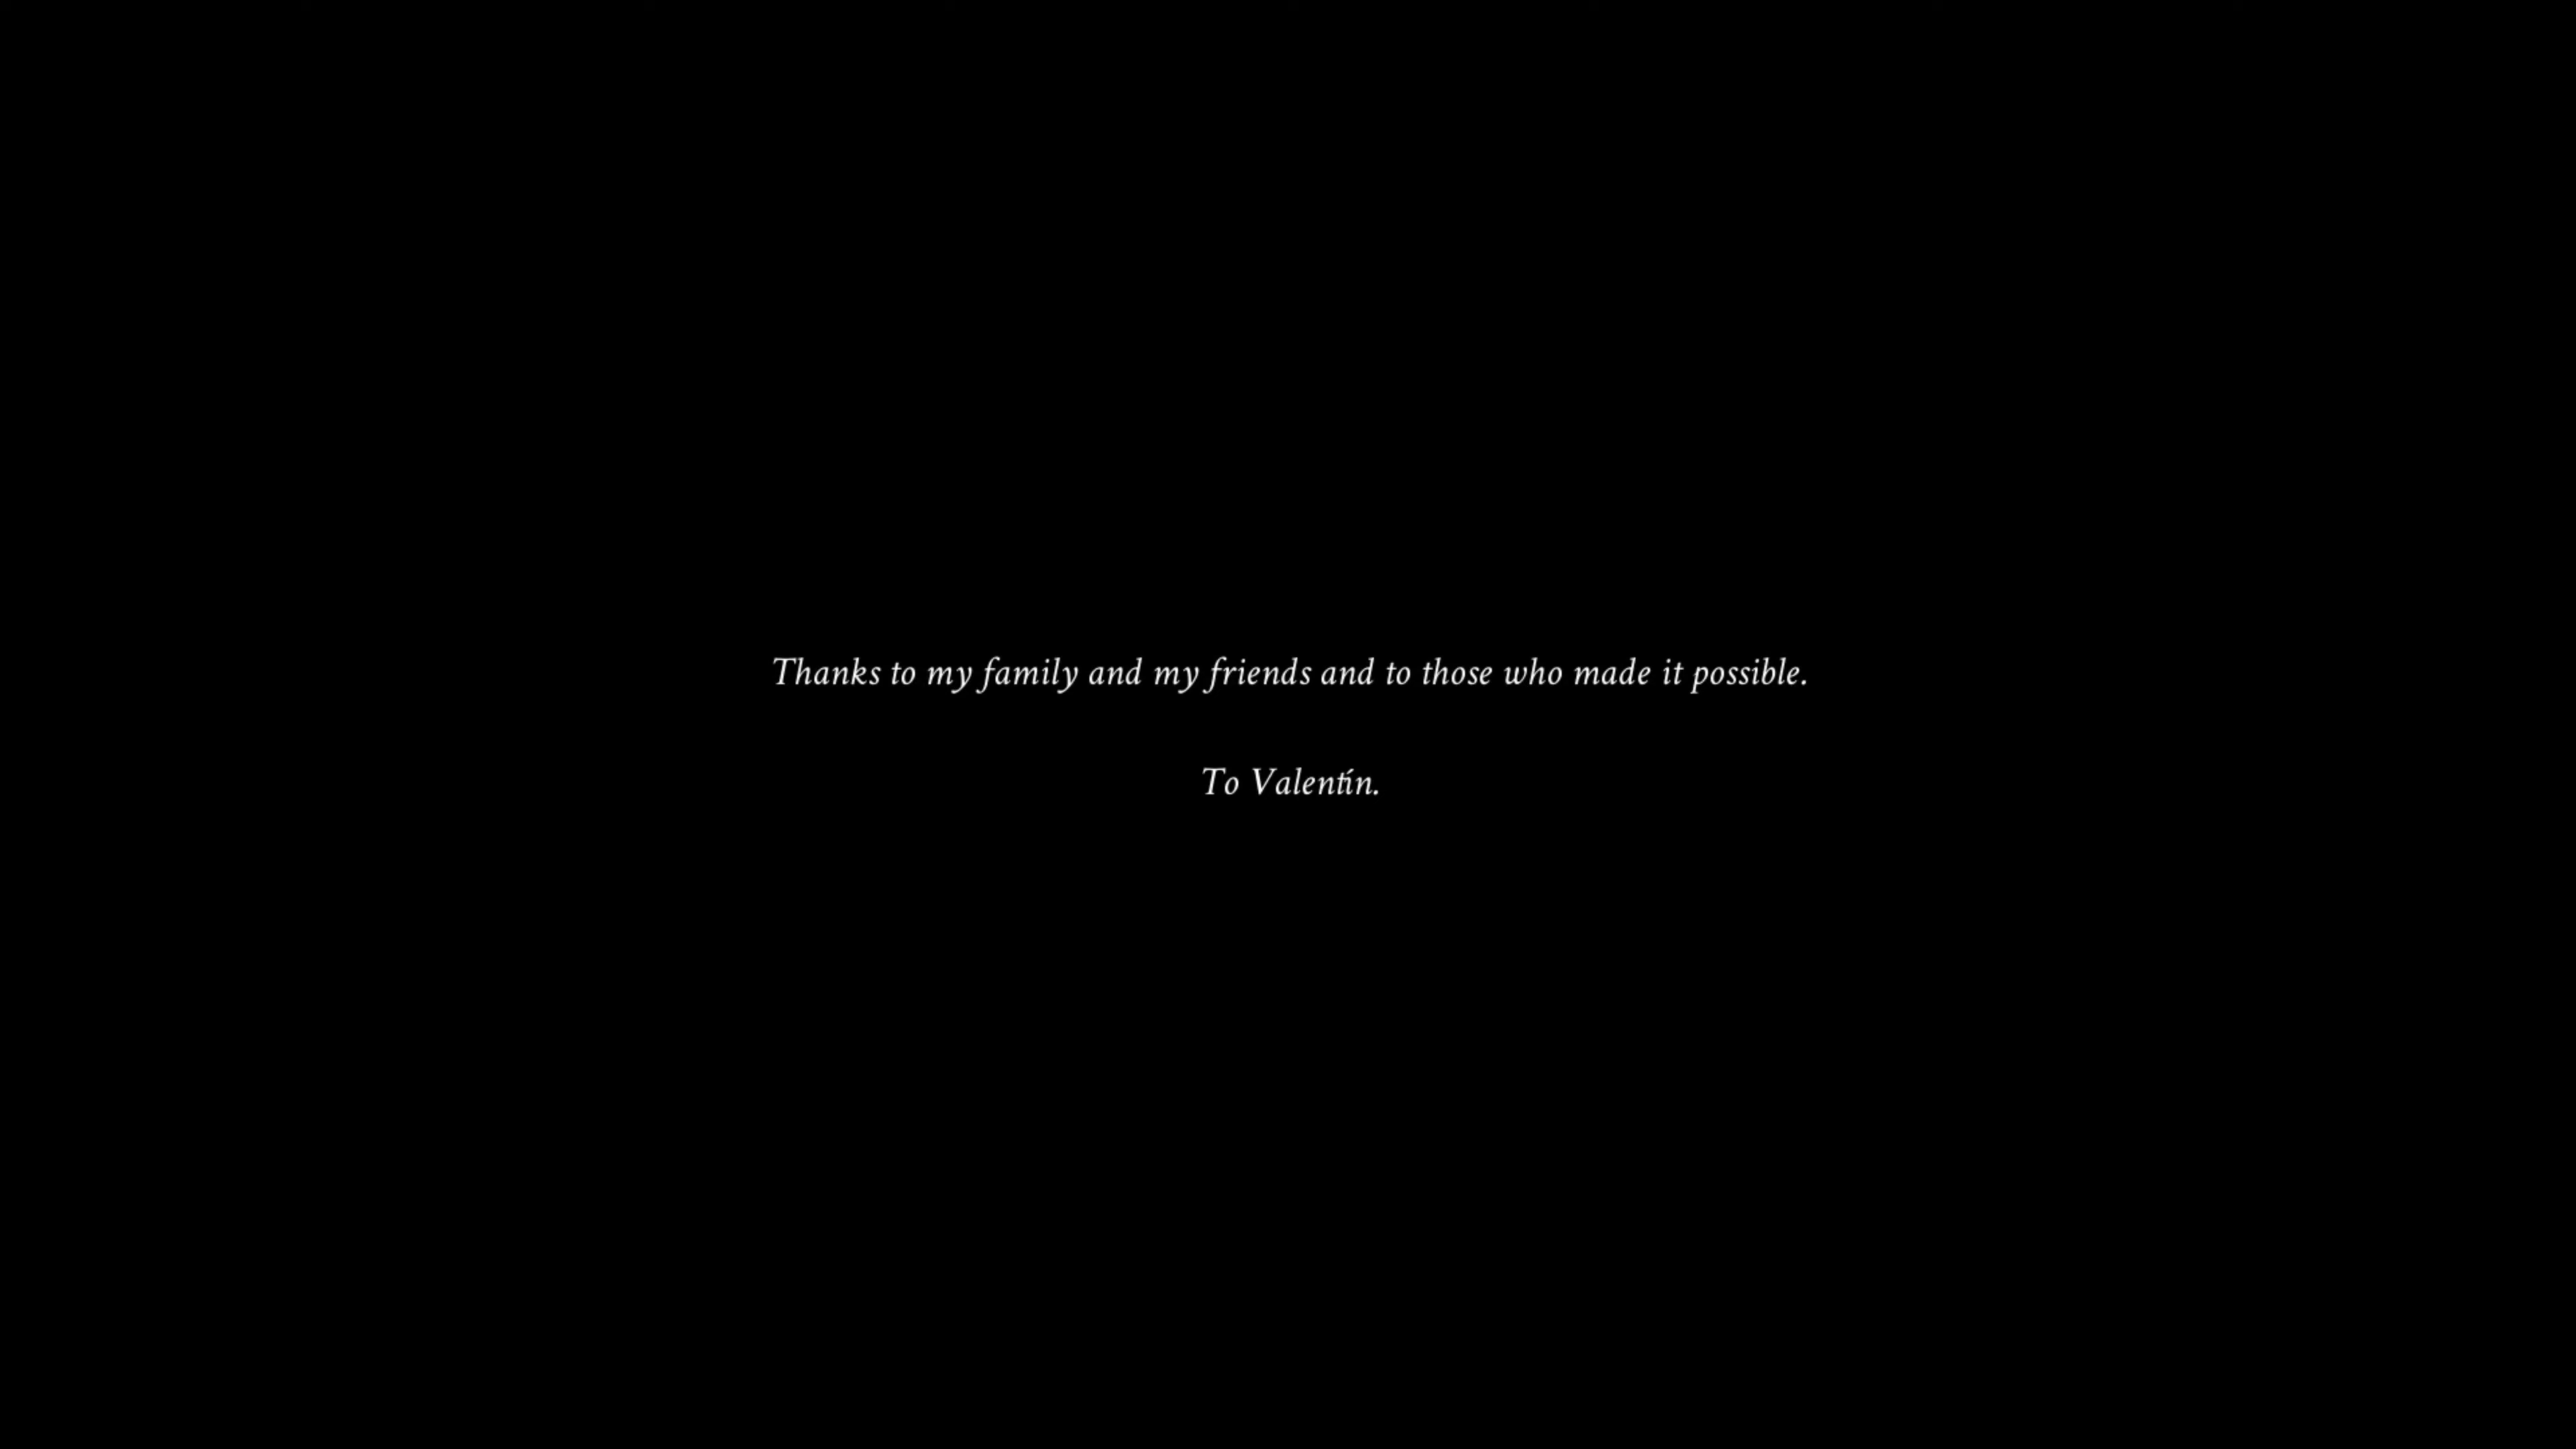 Thanks to my family and my friends and to those who made it possible.
To Valentín.